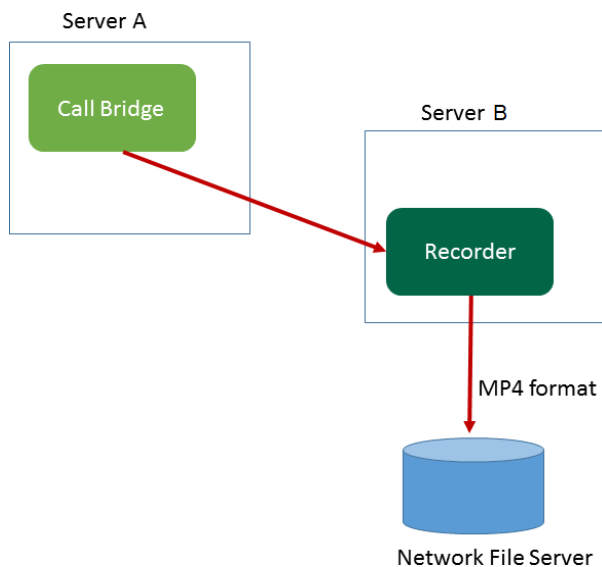 Server A
Call Bridge
Server B
Recorder
MP4 format
Network File Server